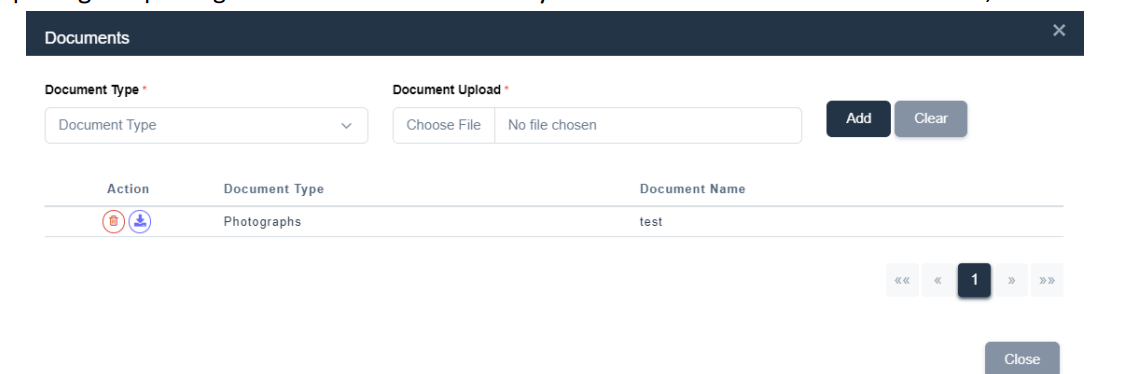 Documents ×
Document Type * Document Upload *
Document Type Choose File No file chosen Add Clear
Action Document Type Document Name
Photographs test
«« « 1 » »»
Close